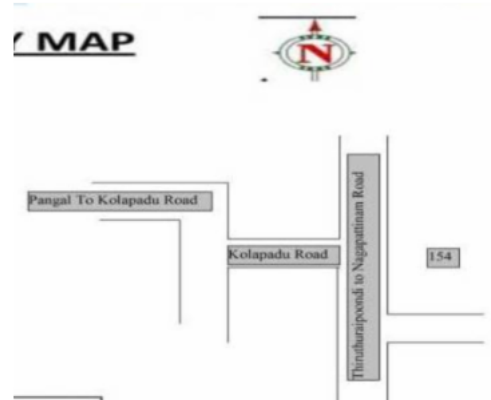 Y MAP
N
Pangal To Kolapadu Road
Kolapadu Road
Thiruthuraipoondi to Nagapattinam Road
154